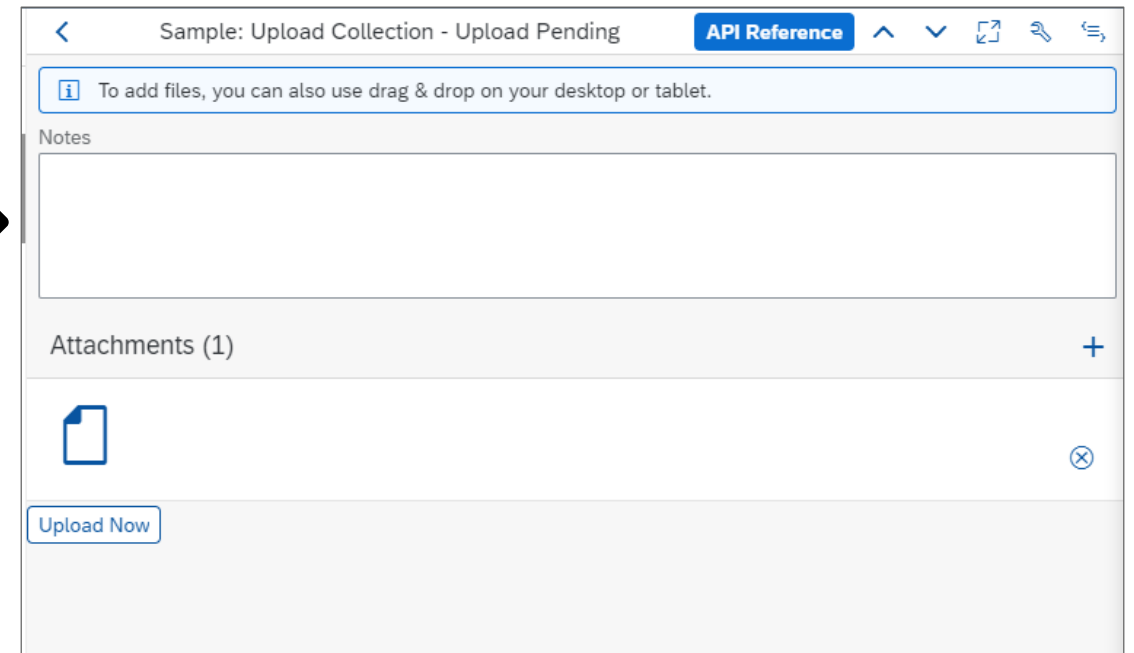 Sample: Upload Collection - Upload Pending
API Reference
To add files, you can also use drag & drop on your desktop or tablet.
Notes
Attachments (1)
Upload Now